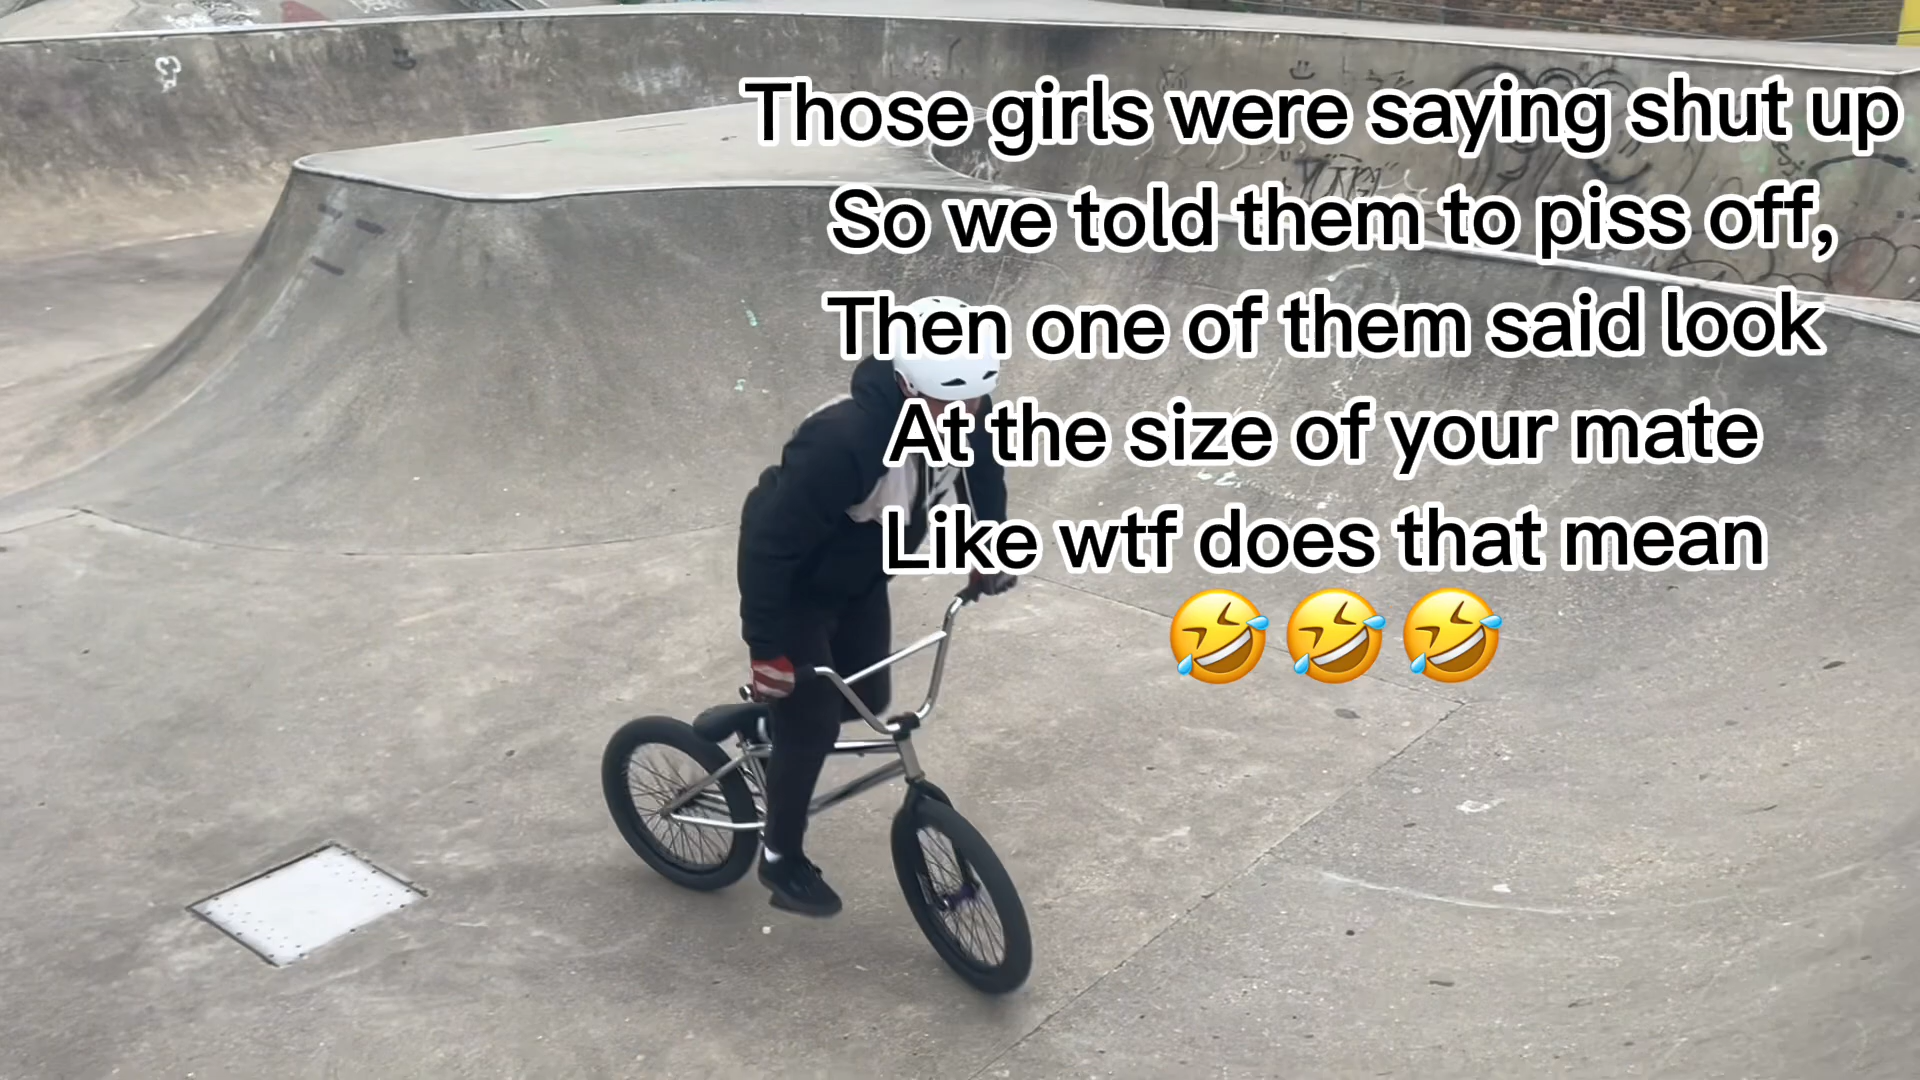 Those girls were saying shut up
So we told them to piss off,
Then one of them said look
At the size of your mate
Like wtf does that mean
🤣🤣🤣